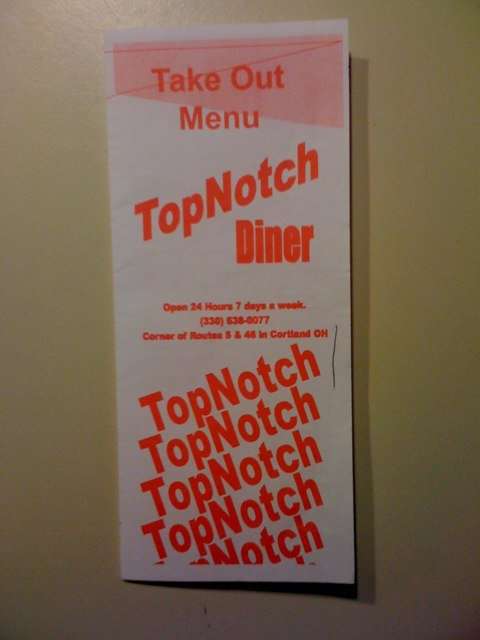 Take Out
Menu
TopNotch
Diner
Open 24 Hours 7 days a week.
(330) 638-0077
Corner of Routes 5 & 46 in Cortland OH
TopNotch
TopNotch
TopNotch
TopNotch
Notch